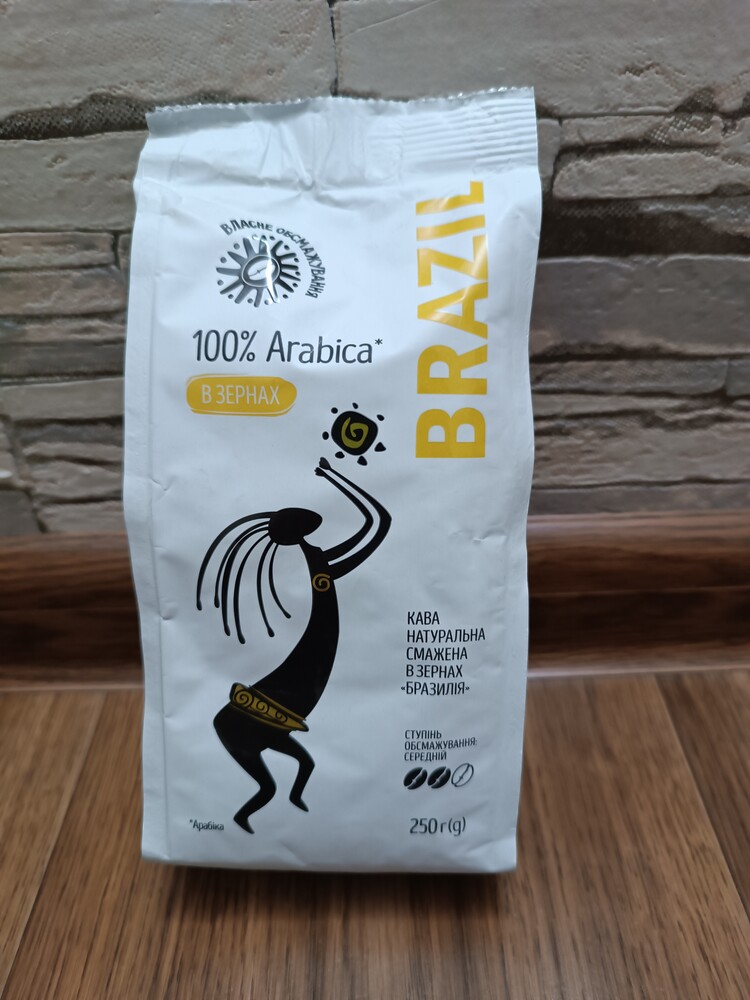 ВЛАСНЕ ОБСМАЖУВАННЯ
BRAZIL
100% Arabica*
В ЗЕРНАХ
КАВА
НАТУРАЛЬНА
СМАЖЕНА
В ЗЕРНАХ
«БРАЗИЛІЯ»
СТУПІНЬ
ОБСМАЖУВАННЯ:
СЕРЕДНІЙ
*Арабіка
250 г(g)